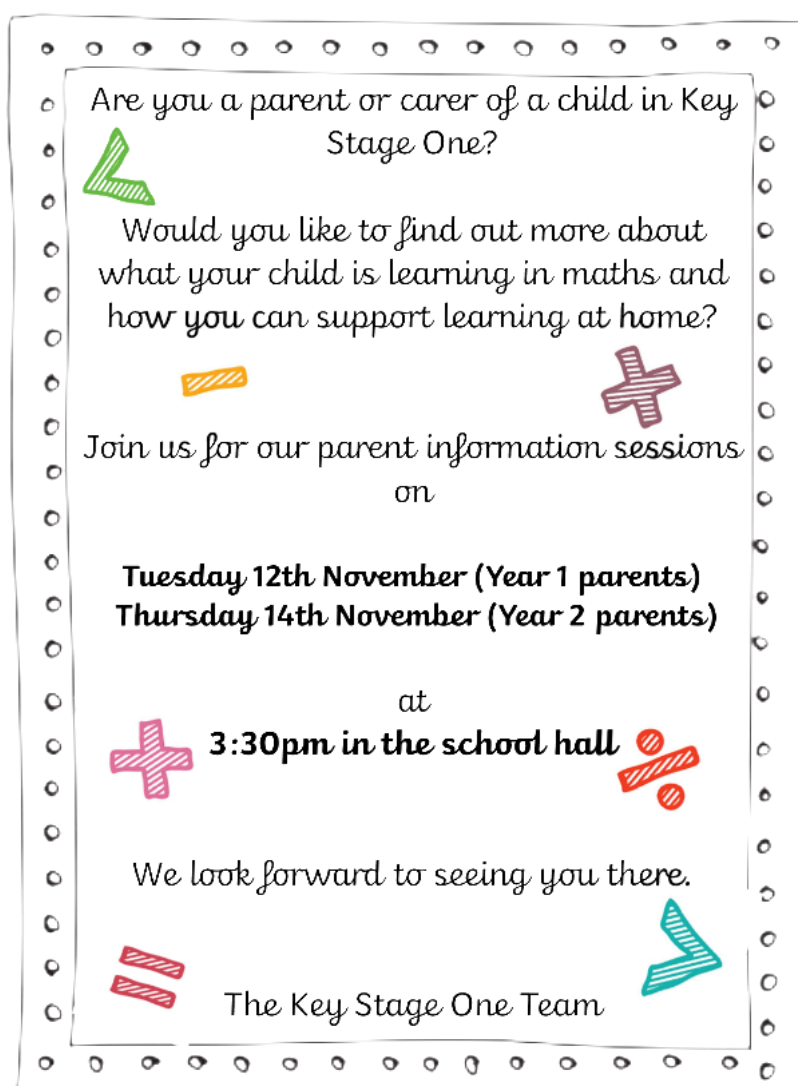 Are you a parent or carer of a child in Key
Stage One?
Would you like to find out more about
what your child is learning in maths and
how you can support learning at home?
Join us for our parent information sessions
on
Tuesday 12th November (Year 1 parents)
Thursday 14th November (Year 2 parents)
at
3:30pm in the school hall
We look forward to seeing you there.
The Key Stage One Team